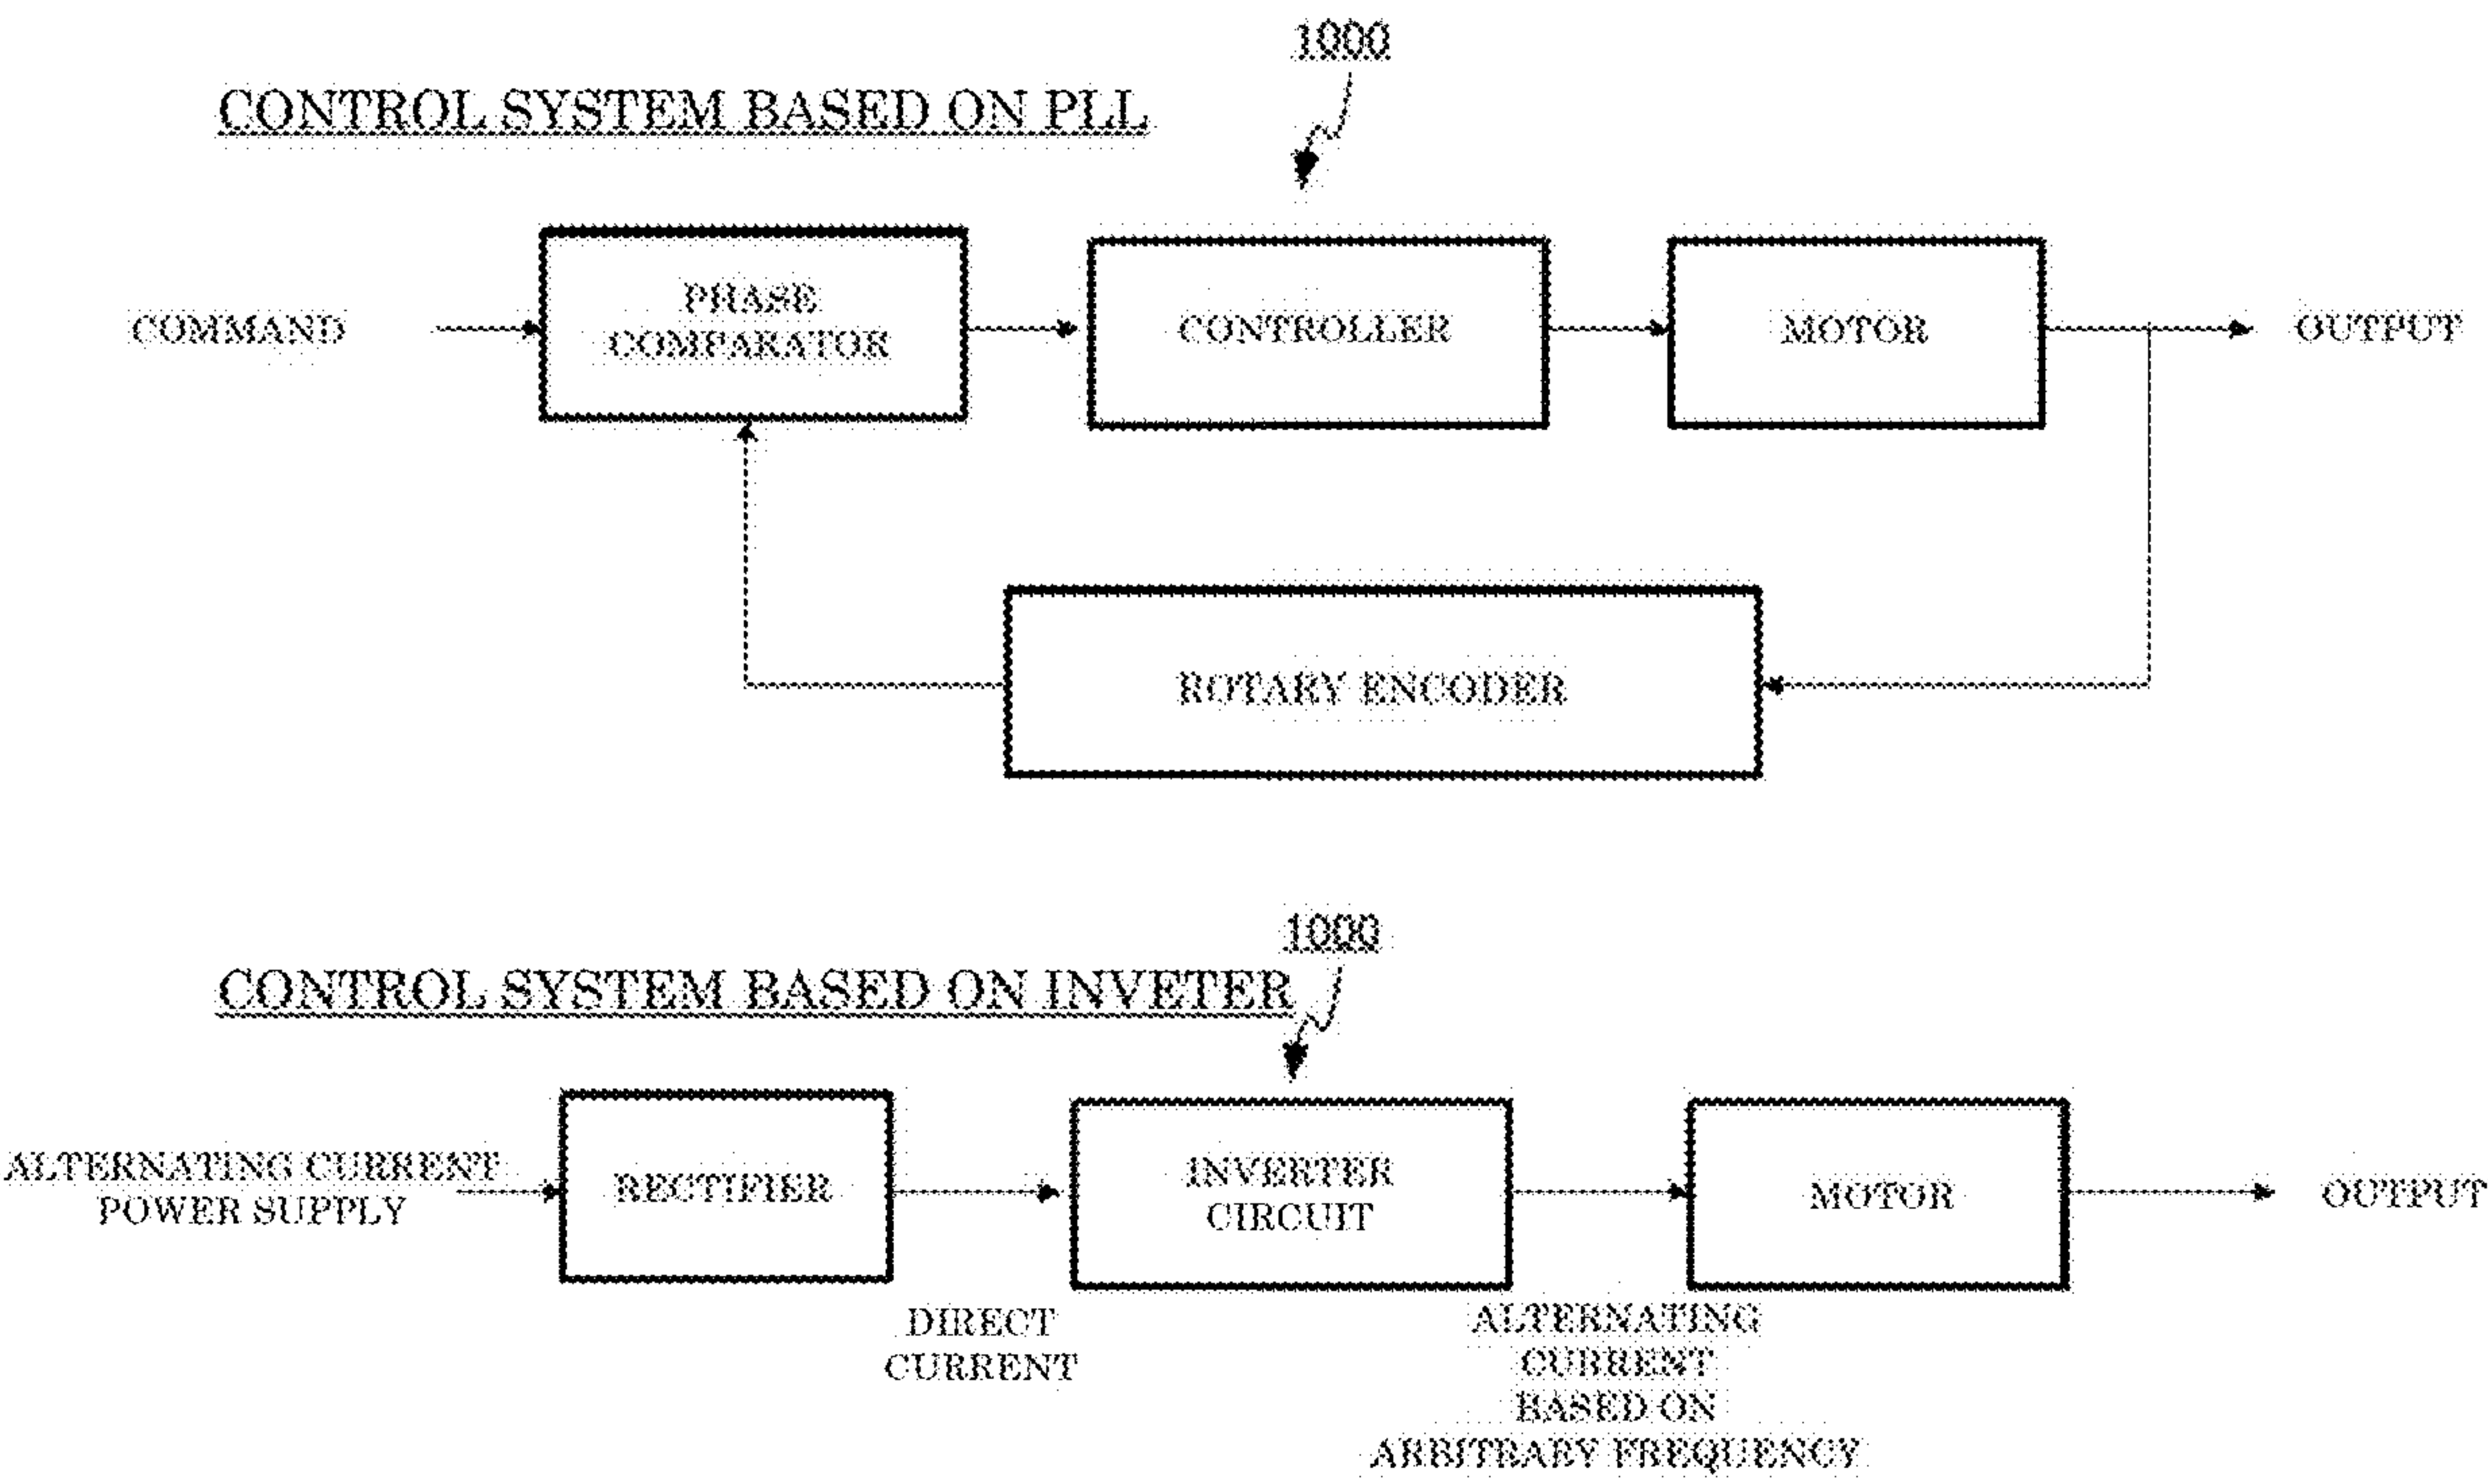 1000
CONTROL SYSTEM BASED ON PLL
COMMAND
PHASE
COMPARATOR
CONTROLLER
MOTOR
OUTPUT
ROTARY ENCODER
1000
CONTROL SYSTEM BASED ON INVETER
ALTERNATING CURRENT
POWER SUPPLY
RECTIFIER
INVERTER
CIRCUIT
MOTOR
OUTPUT
DIRECT
CURRENT
ALTERNATING
CURRENT
BASED ON
ARBITRARY FREQUENCY